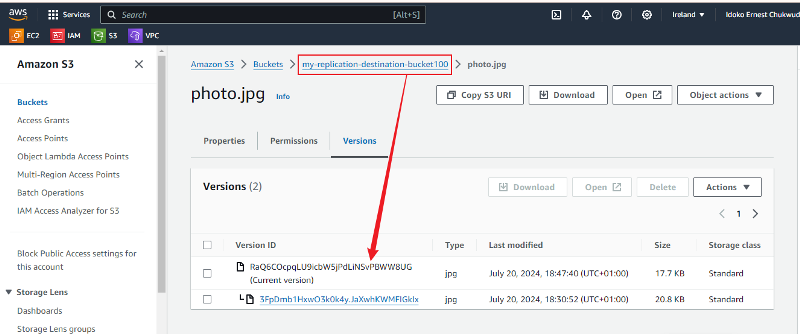 aws
Services
Search
[Alt+S]
Ireland
Idoko Ernest Chukwud
EC2
IAM
S3
VPC
Amazon S3
Buckets
Access Grants
Access Points
Object Lambda Access Points
Multi-Region Access Points
Batch Operations
IAM Access Analyzer for S3
Block Public Access settings for
this account
Storage Lens
Dashboards
Storage Lens groups
Amazon S3 > Buckets > my-replication-destination-bucket100 > photo.jpg
photo.jpg
Info
Copy S3 URI
Download
Open
Object actions
Properties
Permissions
Versions
Versions (2)
Download
Open
Delete
Actions
1
Version ID
Type
Last modified
Size
Storage class
RaQ6COcpqLU9icbW5jPdLiNSvPBWW8UG
(Current version)
jpg
July 20, 2024, 18:47:40 (UTC+01:00)
17.7 KB
Standard
3FpDmb1HxwO3k0k4y.JaXwhKWMFIGkIx
jpg
July 20, 2024, 18:30:52 (UTC+01:00)
20.8 KB
Standard